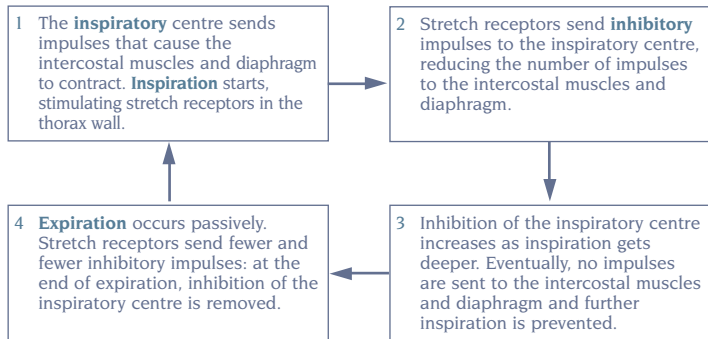 1 The inspiratory centre sends
impulses that cause the
intercostal muscles and diaphragm
to contract. Inspiration starts,
stimulating stretch receptors in the
thorax wall.
2 Stretch receptors send inhibitory
impulses to the inspiratory centre,
reducing the number of impulses
to the intercostal muscles and
diaphragm.
3 Inhibition of the inspiratory centre
increases as inspiration gets
deeper. Eventually, no impulses
are sent to the intercostal muscles
and diaphragm and further
inspiration is prevented.
4 Expiration occurs passively.
Stretch receptors send fewer and
fewer inhibitory impulses: at the
end of expiration, inhibition of the
inspiratory centre is removed.